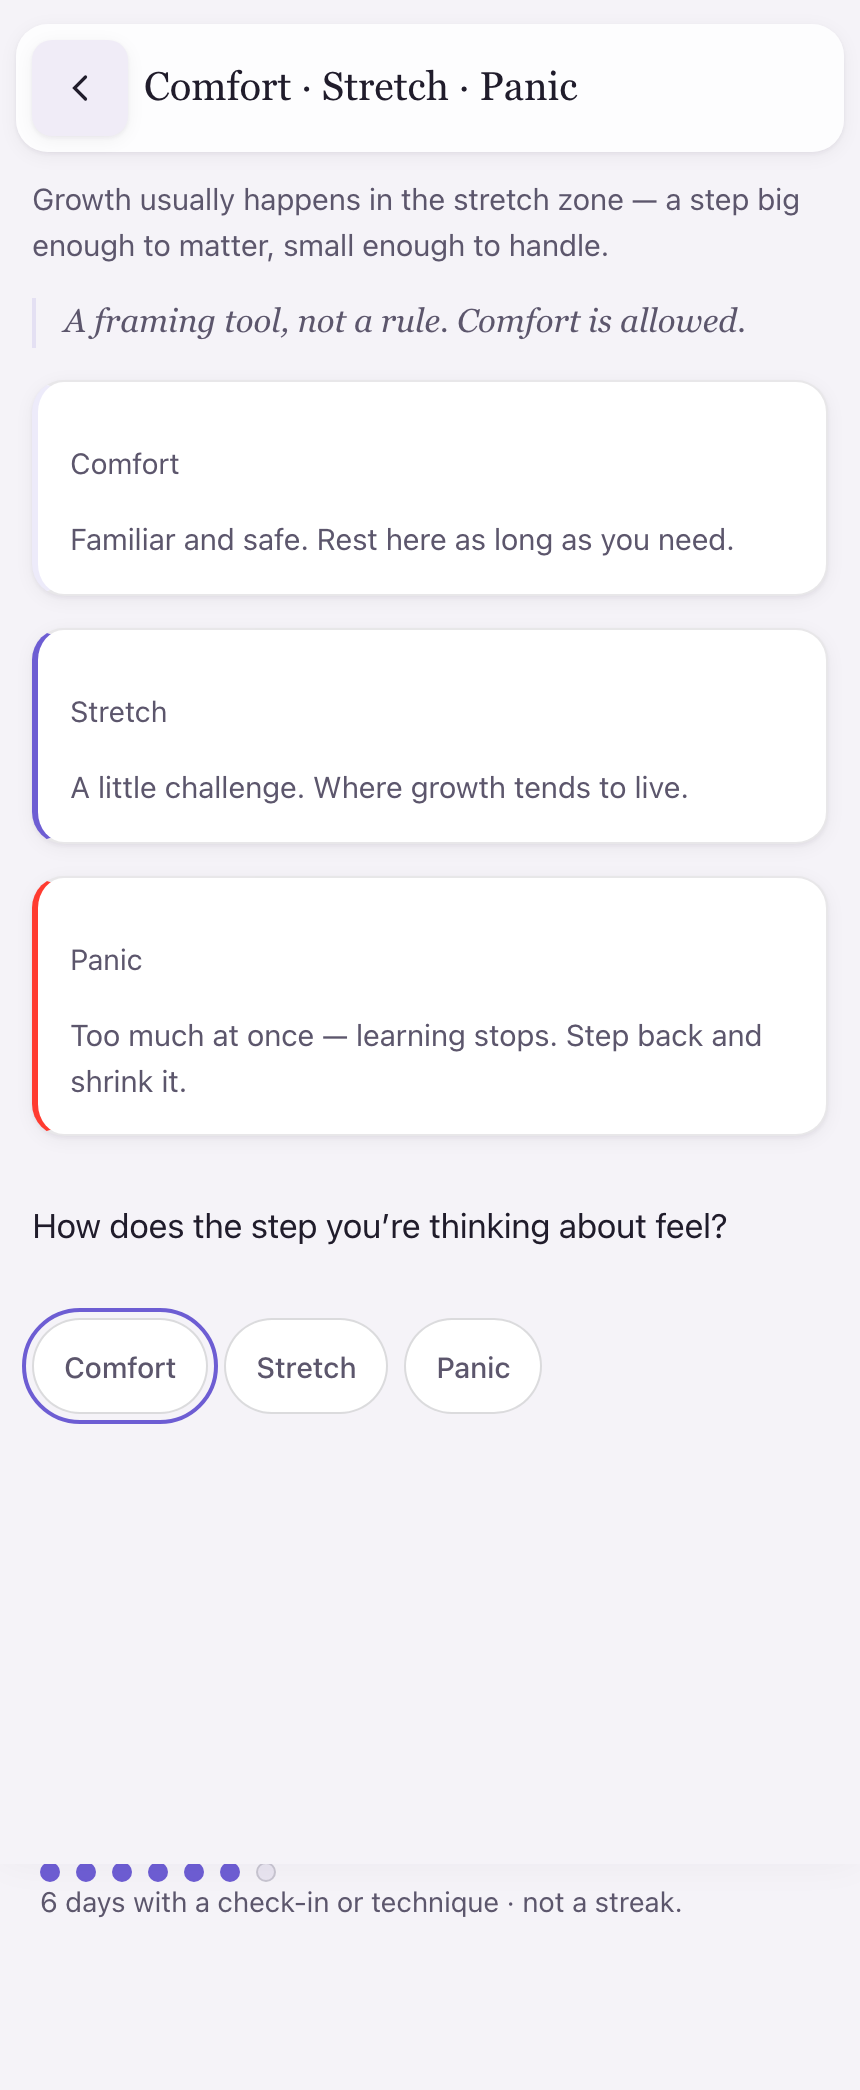 Comfort · Stretch · Panic
Growth usually happens in the stretch zone — a step big
enough to matter, small enough to handle.
A framing tool, not a rule. Comfort is allowed.
Comfort
Familiar and safe. Rest here as long as you need.
Stretch
A little challenge. Where growth tends to live.
Panic
Too much at once — learning stops. Step back and
shrink it.
How does the step you’re thinking about feel?
Comfort Stretch Panic
6 days with a check-in or technique · not a streak.